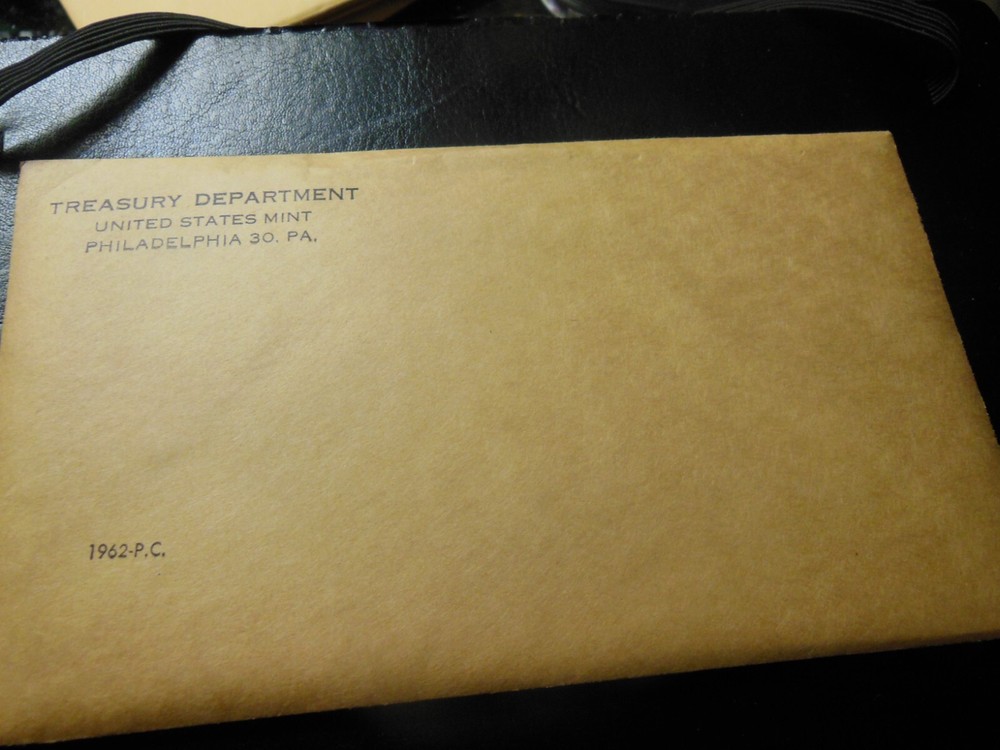 TREASURY DEPARTMENT
UNITED STATES MINT
PHILADELPHIA 30. PA.
1962-P.C.